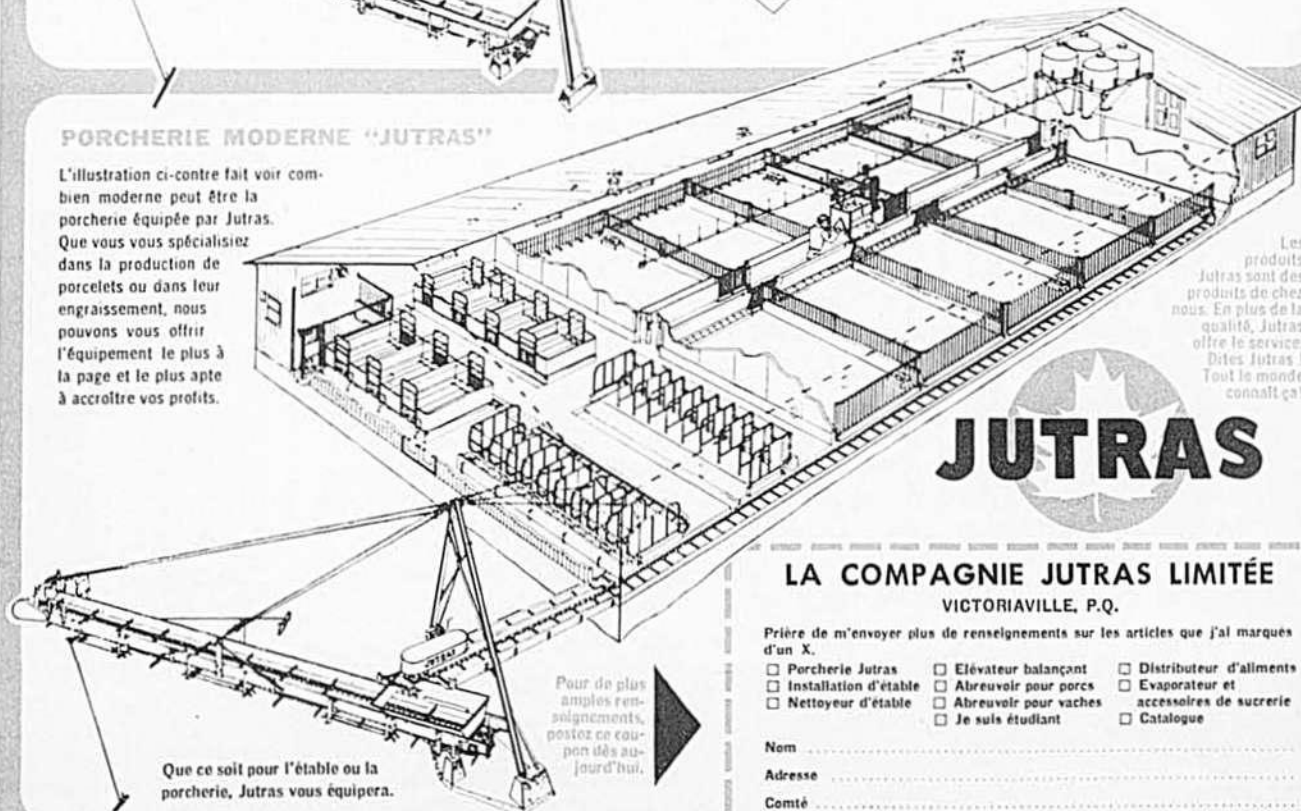 PORCHERIE MODERNE "JUTRAS"
L'illustration ci-contre fait voir com-
bien moderne peut être la
porcherie équipée par Jutras.
Que vous vous spécialisiez
dans la production de
porcelets ou dans leur
engraissement, nous
pouvons vous offrir
l'équipement le plus à
la page et le plus apte
à accroître vos profits.
Les
produits
Jutras sont des
produits de chez
nous. En plus de la
qualité, Jutras
offre le service.
Dites Jutras !
Tout le monde
connaît ça!
JUTRAS
JUTRAS
Que ce soit pour l'étable ou la
porcherie, Jutras vous équipera.
Pour de plus
amples ren-
seignements,
postez ce cou-
pon dès au-
jourd'hui.
LA COMPAGNIE JUTRAS LIMITÉE
VICTORIAVILLE, P.Q.
Prière de m'envoyer plus de renseignements sur les articles que j'ai marqués
d'un X.
□ Porcherie Jutras □ Elévateur balançant □ Distributeur d'aliments
□ Installation d'étable □ Abreuvoir pour porcs □ Evaporateur et
□ Nettoyeur d'étable □ Abreuvoir pour vaches accessoires de sucrerie
□ Je suis étudiant □ Catalogue
Nom
Adresse
Comté